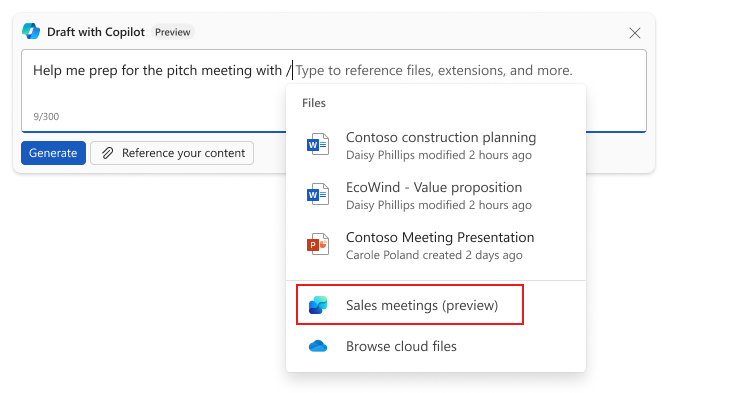 Draft with Copilot Preview
Help me prep for the pitch meeting with / Type to reference files, extensions, and more.
9/300
Generate
Reference your content
Files
Contoso construction planning
Daisy Phillips modified 2 hours ago
EcoWind - Value proposition
Daisy Phillips modified 2 hours ago
Contoso Meeting Presentation
Carole Poland created 2 days ago
Sales meetings (preview)
Browse cloud files